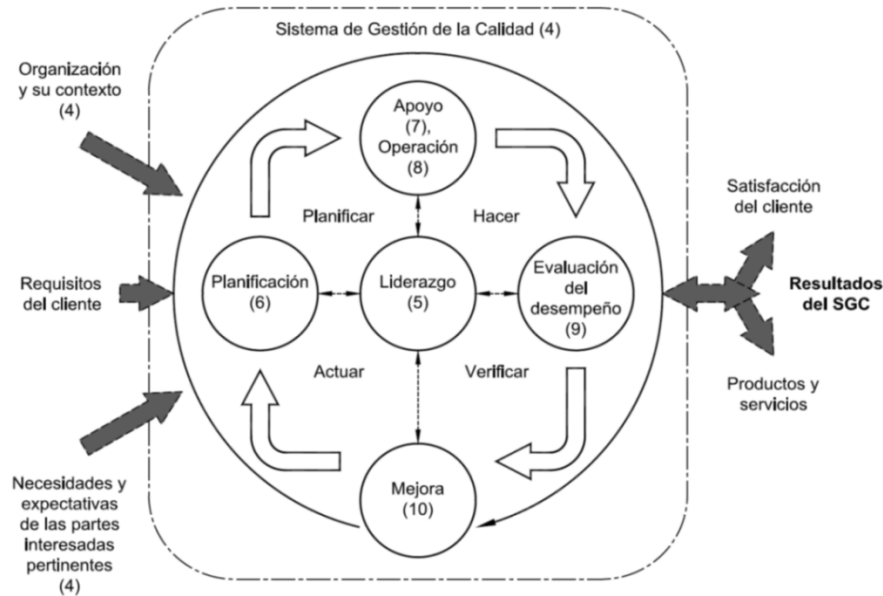 Sistema de Gestión de la Calidad (4)
Organización
y su contexto
(4)
Requisitos
del cliente
Necesidades y
expectativas
de las partes
interesadas
pertinentes
(4)
Apoyo
(7),
Operación
(8)
Planificar
Hacer
Planificación
(6)
Liderazgo
(5)
Evaluación
del
desempeño
(9)
Actuar
Verificar
Mejora
(10)
Satisfacción
del cliente
Resultados
del SGC
Productos y
servicios